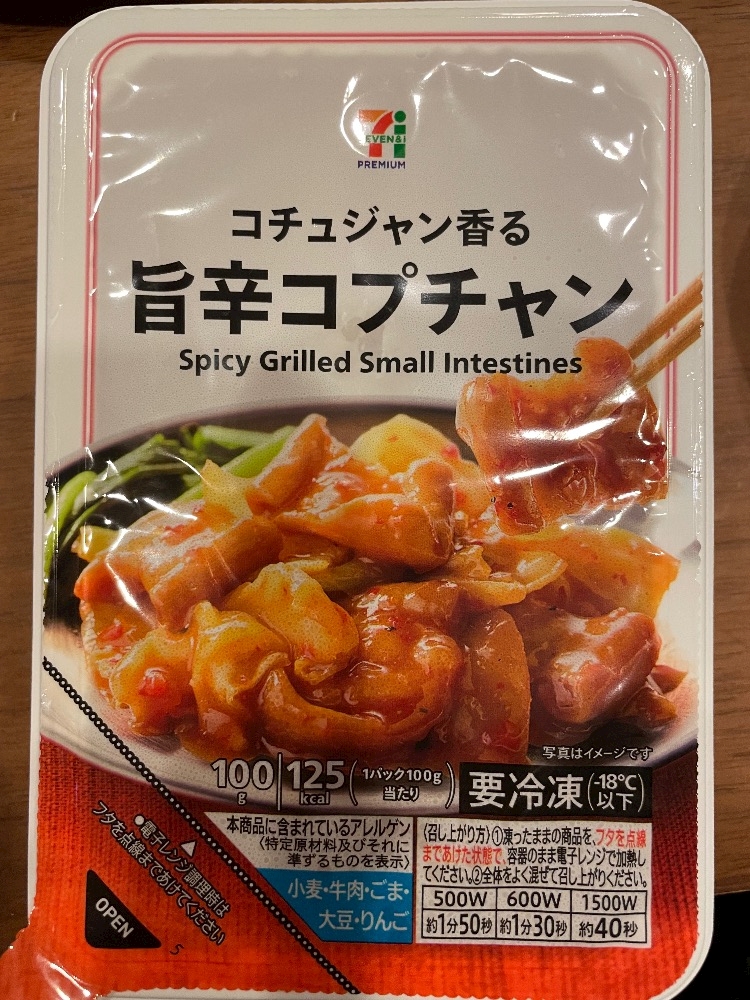 7i
SEVEN&i
PREMIUM
コチュジャン香る
旨辛コプチャン
Spicy Grilled Small Intestines
写真はイメージです
100g 125kcal (1パック100g当たり)
要冷凍(-18℃以下)
本商品に含まれているアレルゲン
〈特定原材料及びそれに
準ずるものを表示〉
小麦・牛肉・ごま・
大豆・りんご
〈召し上がり方〉①凍ったままの商品を、フタを点線
まであけた状態で、容器のまま電子レンジで加熱し
てください。②全体をよく混ぜて召し上がりください。
500W 600W 1500W
約1分50秒 約1分30秒 約40秒
●電子レンジ調理時は
フタを点線まであけてください
OPEN
S